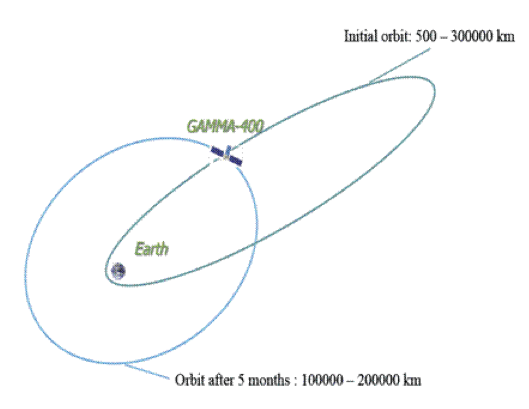 Initial orbit: 500 – 300000 km
GAMMA-400
Earth
Orbit after 5 months : 100000 – 200000 km